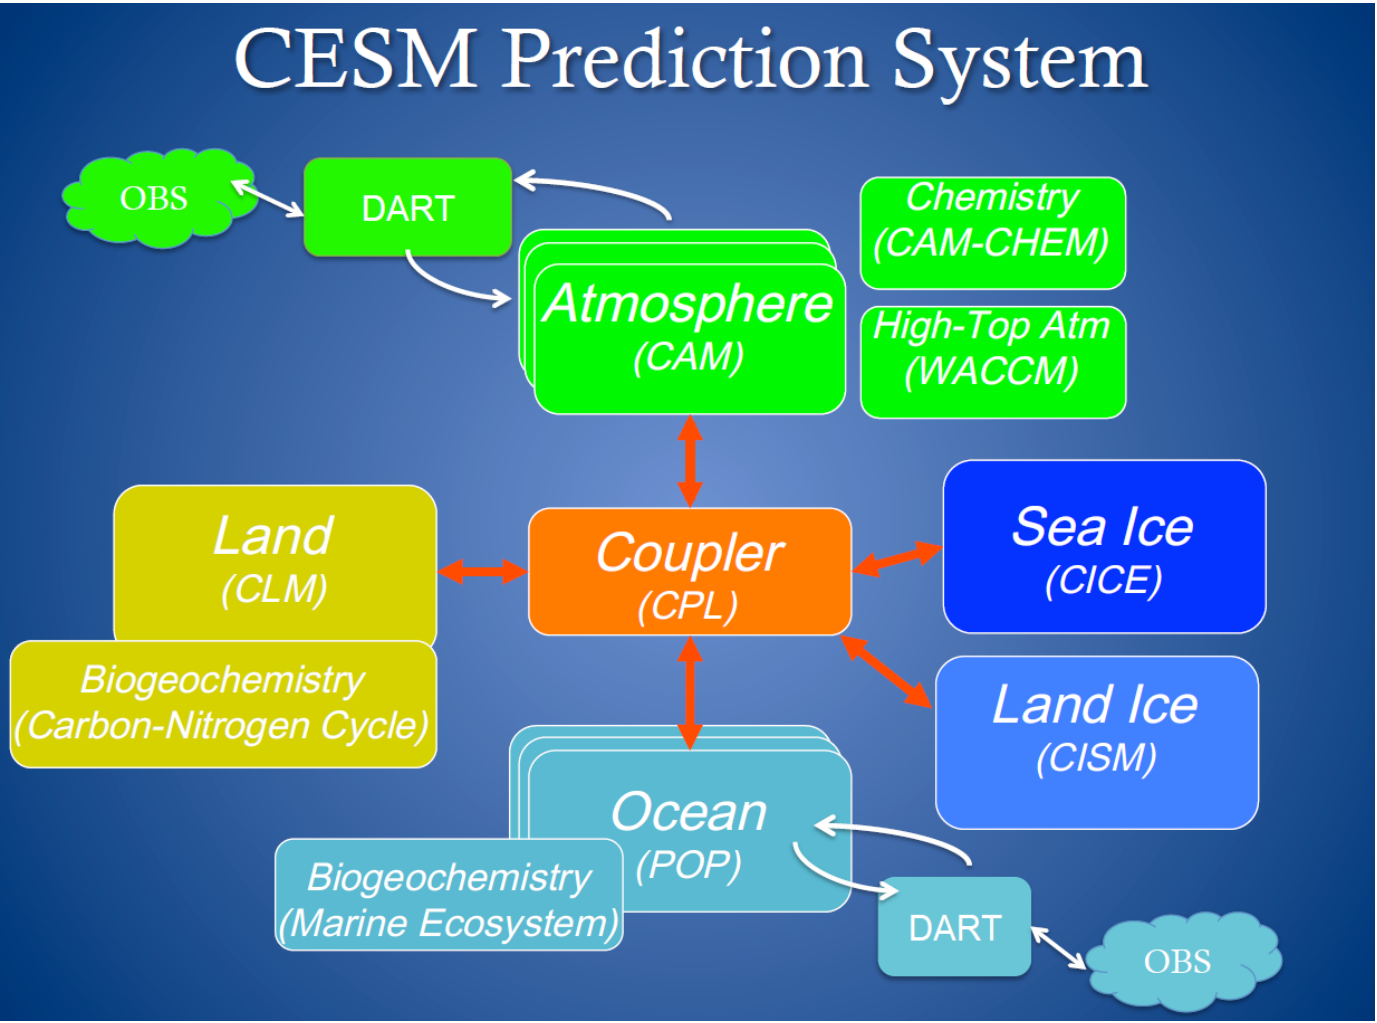 CESM Prediction System
OBS
DART
Chemistry
(CAM-CHEM)
Atmosphere
(CAM)
High-Top Atm
(WACCM)
Land
(CLM)
Coupler
(CPL)
Sea Ice
(CICE)
Biogeochemistry
(Carbon-Nitrogen Cycle)
Land Ice
(CISM)
Ocean
(POP)
Biogeochemistry
(Marine Ecosystem)
DART
OBS